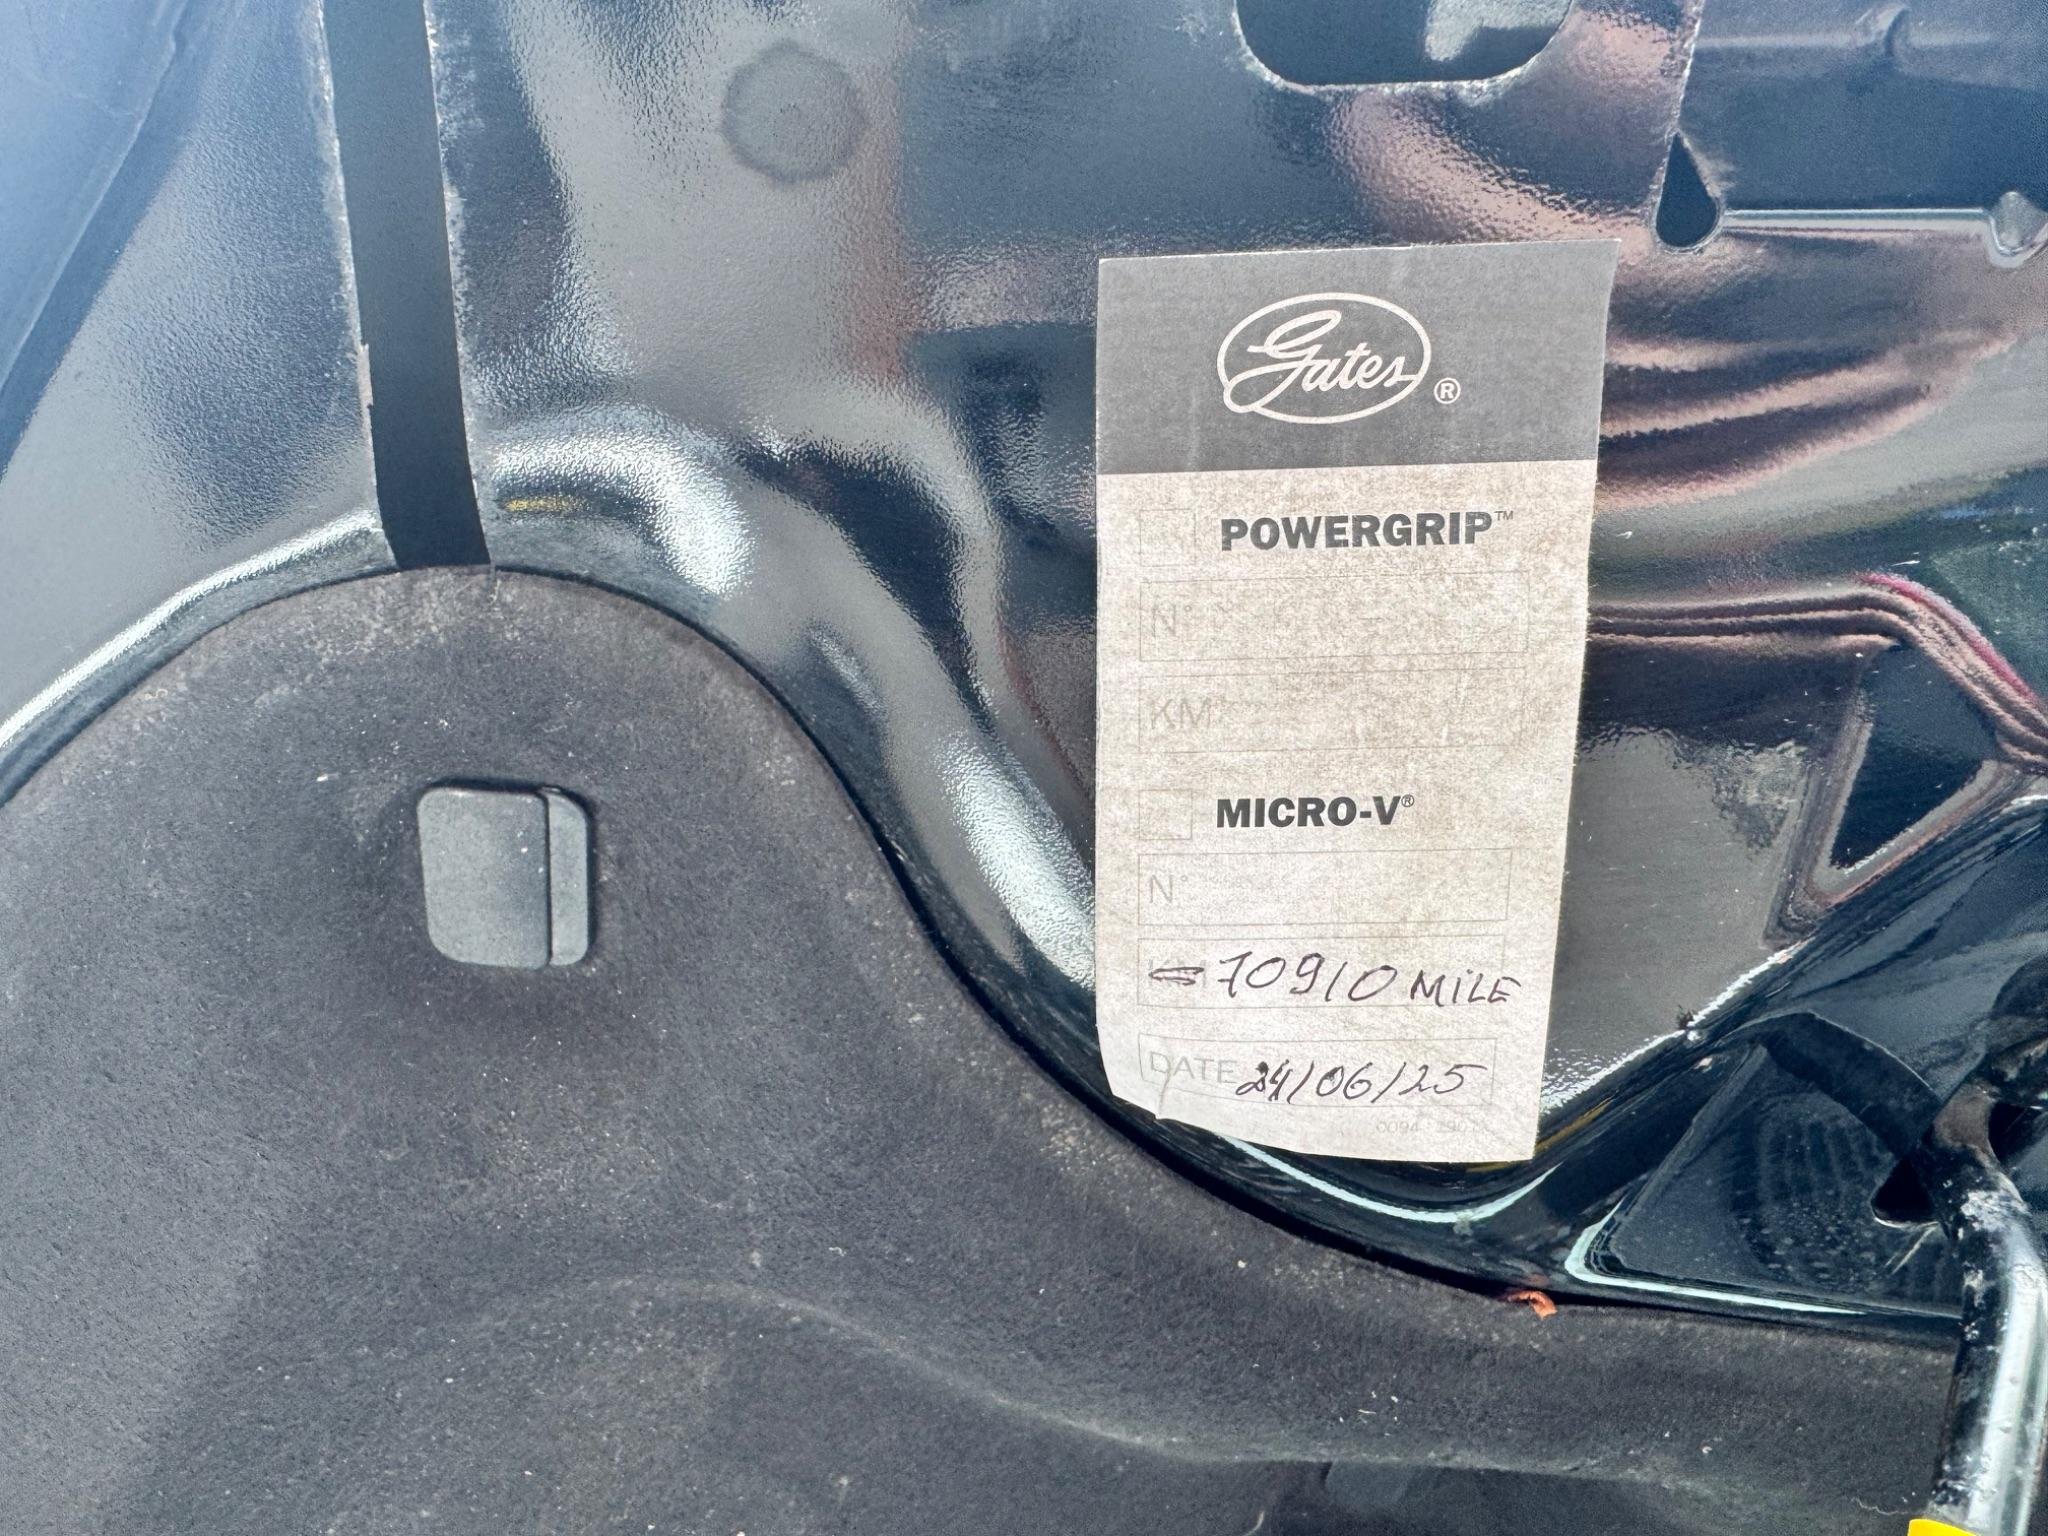 Gates®
POWERGRIP™
N°
KM
MICRO-V®
N°
70910 MILE
DATE 24/06/25